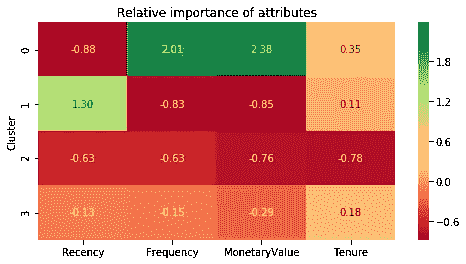 Relative importance of attributes
0 -0.88 2.01 2.38 0.35
1 1.30 -0.83 -0.85 0.11
2 -0.63 -0.63 -0.76 -0.78
3 -0.13 -0.15 -0.29 0.18
Cluster
Recency Frequency MonetaryValue Tenure
1.8
1.2
0.6
0.0
-0.6